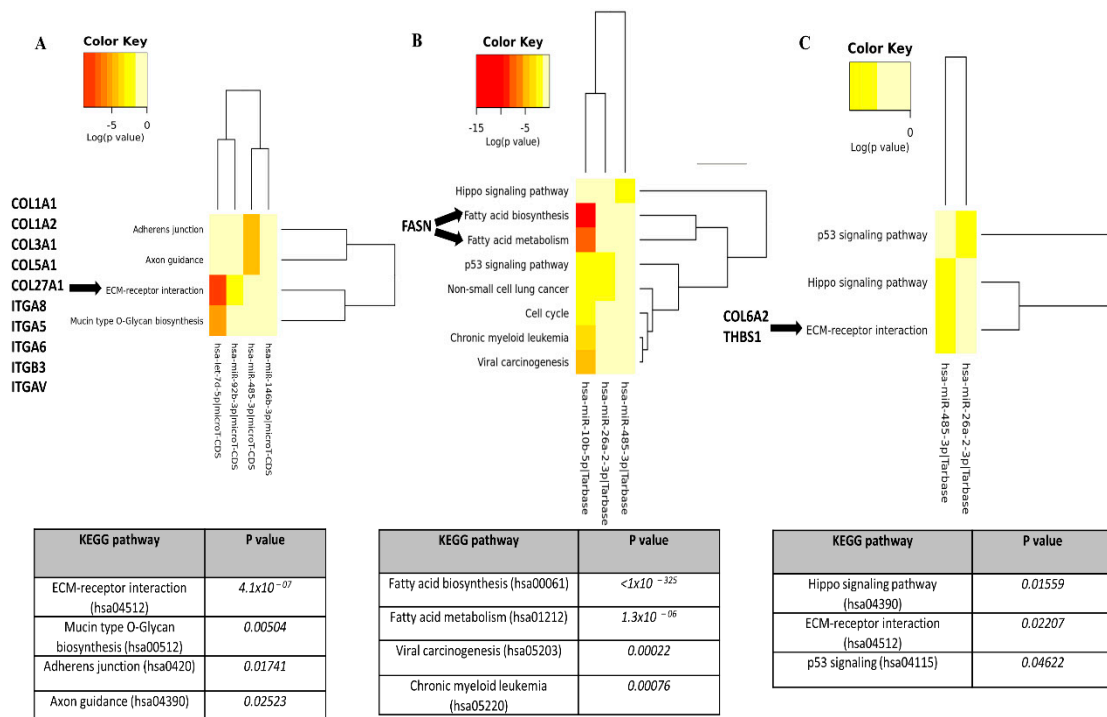 A
Color Key
-5
0
Log(p value)
COL1A1
COL1A2
COL3A1
COL5A1
COL27A1
ITGA8
ITGA5
ITGA6
ITGB3
ITGAV
Adherens junction
Axon guidance
ECM-receptor interaction
Mucin type O-Glycan biosynthesis
hsa-let-7d-5p|microT-CDS
hsa-miR-92b-3p|microT-CDS
hsa-miR-485-3p|microT-CDS
hsa-miR-146b-3p|microT-CDS
KEGG pathway P value
ECM-receptor interaction 4.1x10 -07
(hsa04512)
Mucin type O-Glycan 0.00504
biosynthesis (hsa00512)
Adherens junction (hsa0420) 0.01741
Axon guidance (hsa04390) 0.02523
B
Color Key
-15
-5
Log(p value)
FASN
Hippo signaling pathway
Fatty acid biosynthesis
Fatty acid metabolism
p53 signaling pathway
Non-small cell lung cancer
Cell cycle
Chronic myeloid leukemia
Viral carcinogenesis
hsa-miR-10b-5p|Tarbase
hsa-miR-26a-2-3p|Tarbase
hsa-miR-485-3p|Tarbase
KEGG pathway P value
Fatty acid biosynthesis (hsa00061) <1x10 -325
Fatty acid metabolism (hsa01212) 1.3x10 -06
Viral carcinogenesis (hsa05203) 0.00022
Chronic myeloid leukemia 0.00076
(hsa05220)
C
Color Key
0
Log(p value)
COL6A2
THBS1
p53 signaling pathway
Hippo signaling pathway
ECM-receptor interaction
hsa-miR-485-3p|Tarbase
hsa-miR-26a-2-3p|Tarbase
KEGG pathway P value
Hippo signaling pathway 0.01559
(hsa04390)
ECM-receptor interaction 0.02207
(hsa04512)
p53 signaling (hsa04115) 0.04622